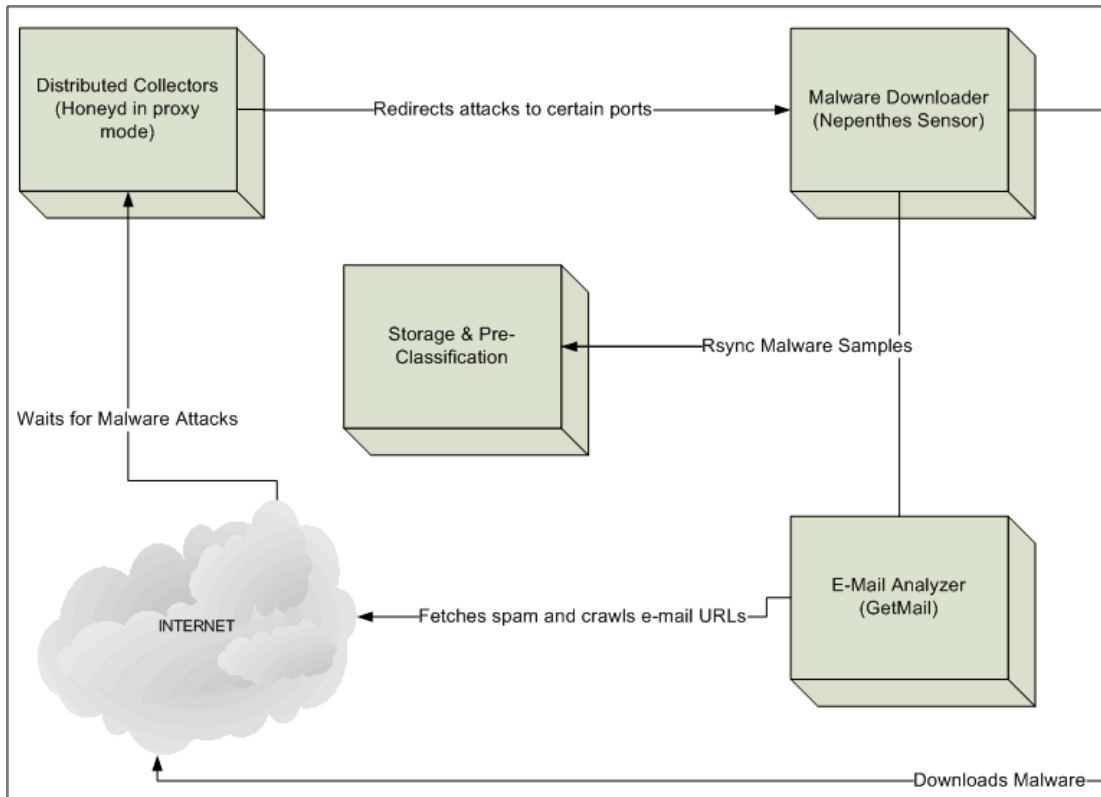 Distributed Collectors
(Honeyd in proxy
mode)
Redirects attacks to certain ports
Malware Downloader
(Nepenthes Sensor)
Storage & Pre-
Classification
Rsync Malware Samples
Waits for Malware Attacks
INTERNET
Fetches spam and crawls e-mail URLs
E-Mail Analyzer
(GetMail)
Downloads Malware